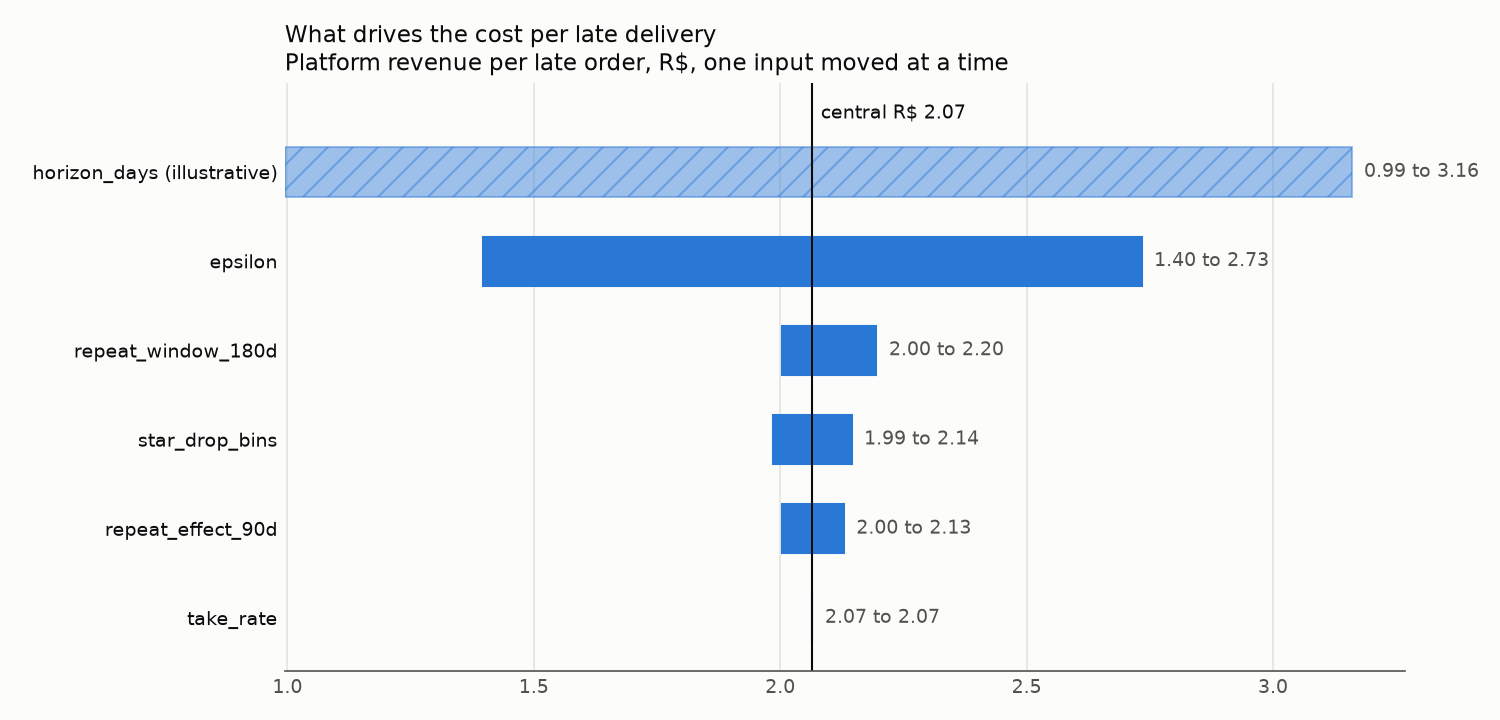 What drives the cost per late delivery
Platform revenue per late order, R$, one input moved at a time
central R$ 2.07
horizon_days (illustrative) 0.99 to 3.16
epsilon 1.40 to 2.73
repeat_window_180d 2.00 to 2.20
star_drop_bins 1.99 to 2.14
repeat_effect_90d 2.00 to 2.13
take_rate 2.07 to 2.07
1.0 1.5 2.0 2.5 3.0